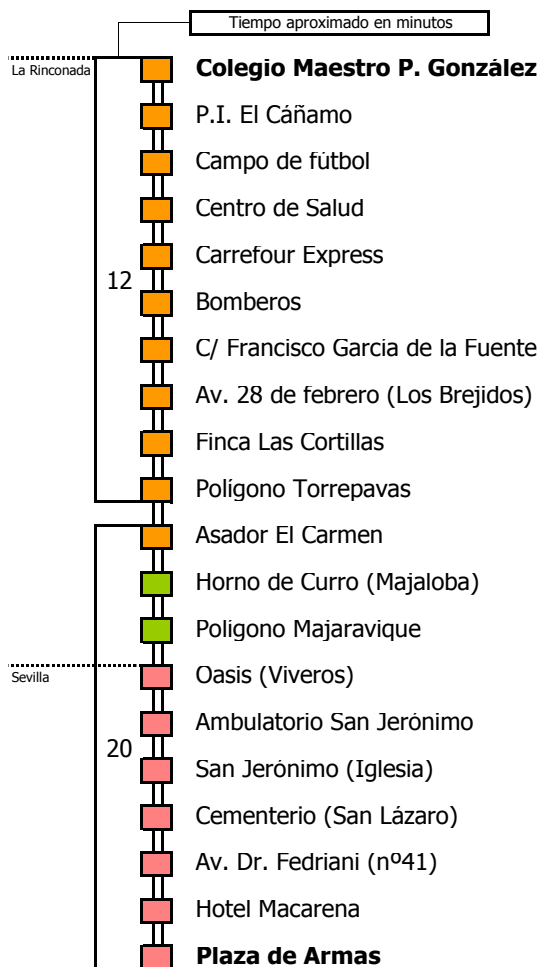 Tiempo aproximado en minutos
La Rinconada
Colegio Maestro P. González
P.I. El Cáñamo
Campo de fútbol
Centro de Salud
Carrefour Express
12
Bomberos
C/ Francisco Garcia de la Fuente
Av. 28 de febrero (Los Brejidos)
Finca Las Cortillas
Polígono Torrepavas
Asador El Carmen
Horno de Curro (Majaloba)
Poligono Majaravique
Sevilla
Oasis (Viveros)
Ambulatorio San Jerónimo
20
San Jerónimo (Iglesia)
Cementerio (San Lázaro)
Av. Dr. Fedriani (nº41)
Hotel Macarena
Plaza de Armas